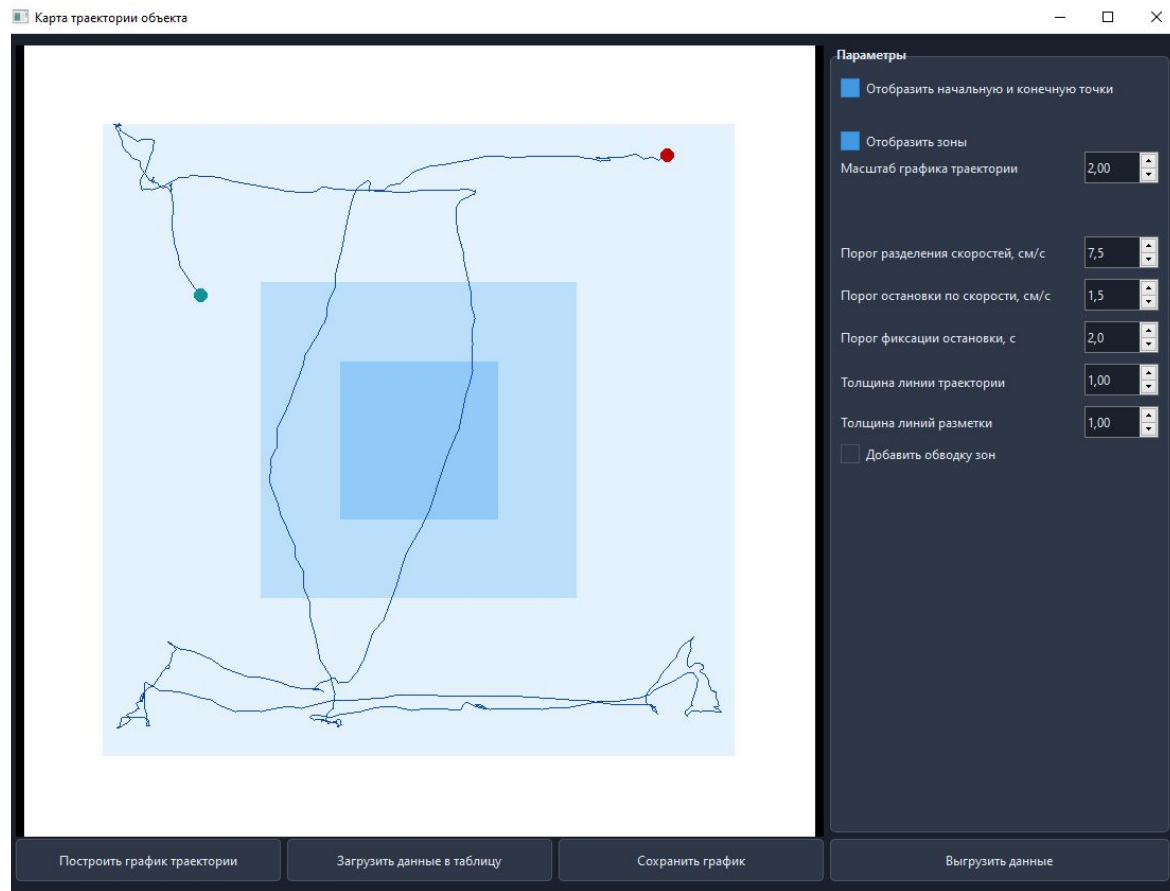 Карта траектории объекта
Параметры
Отобразить начальную и конечную точки
Отобразить зоны
Масштаб графика траектории 2,00
Порог разделения скоростей, см/с 7,5
Порог остановки по скорости, см/с 1,5
Порог фиксации остановки, с 2,0
Толщина линии траектории 1,00
Толщина линий разметки 1,00
Добавить обводку зон
Построить график траектории Загрузить данные в таблицу Сохранить график Выгрузить данные